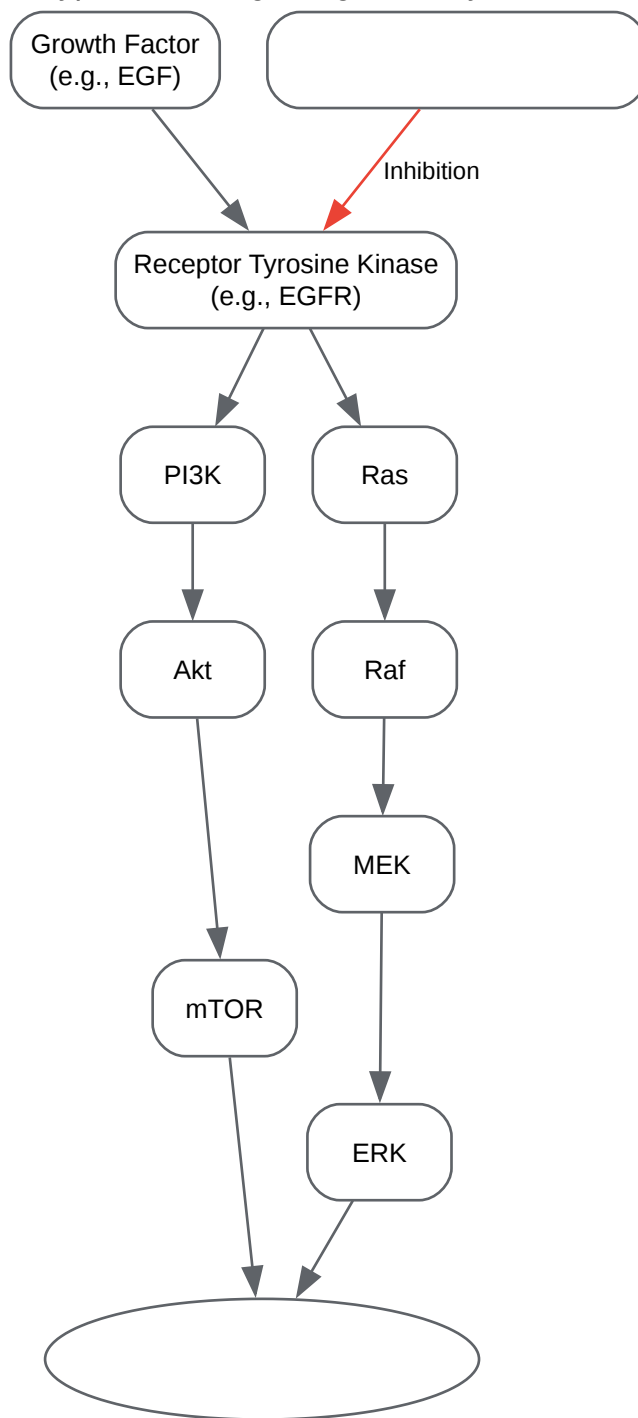 Growth Factor
(e.g., EGF)
Inhibition
Receptor Tyrosine Kinase
(e.g., EGFR)
PI3K
Ras
Akt
Raf
MEK
mTOR
ERK